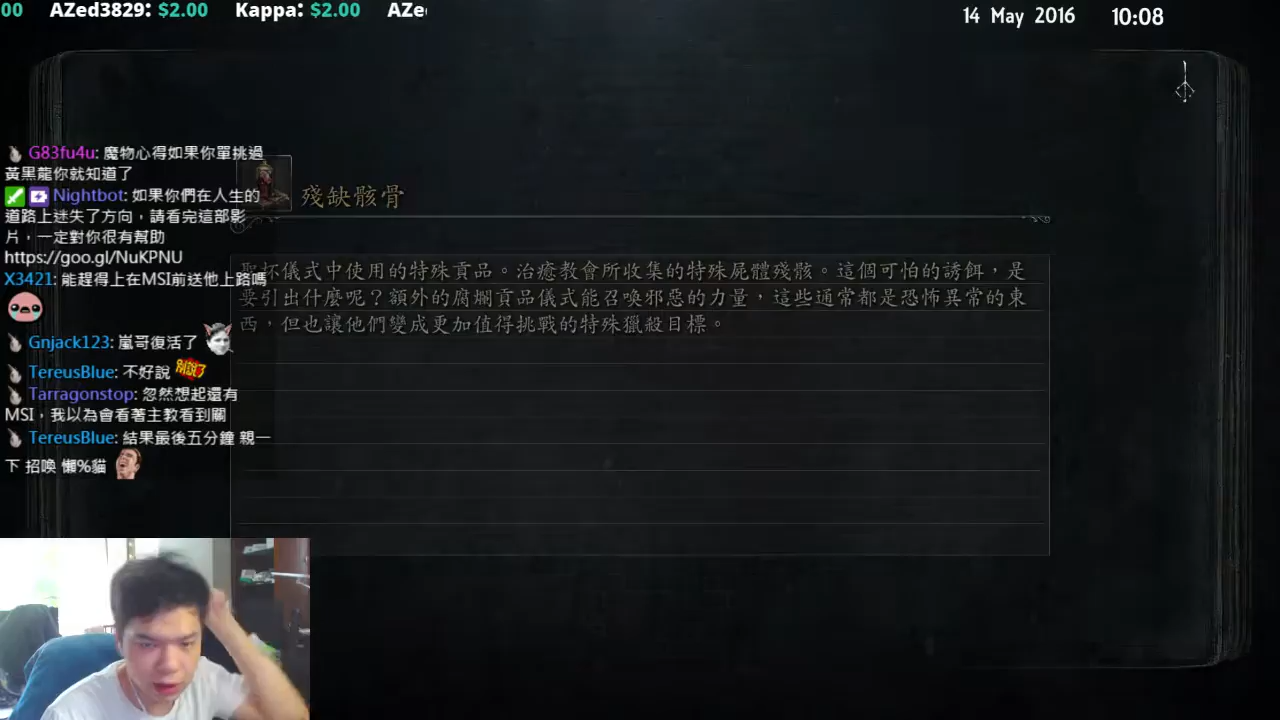 00 AZed3829: $2.00 Kappa: $2.00 AZe
14 May 2016 10:08
G83fu4u: 魔物心得如果你單挑過
黃黑龍你就知道了
Nightbot: 如果你們在人生的
道路上迷失了方向，請看完這部影
片，一定對你很有幫助
https://goo.gl/NuKPNU
X3421: 能趕得上在MSI前送他上路嗎
Gnjack123: 嵐哥復活了
TereusBlue: 不好說 別說了
Tarragonstop: 忽然想起還有
MSI，我以為會看著主教看到關
TereusBlue: 結果最後五分鐘 親一
下 招喚 懶%貓
殘缺骸骨
聖杯儀式中使用的特殊貢品。治癒教會所收集的特殊屍體殘骸。這個可怕的誘餌，是
要引出什麼呢？額外的腐爛貢品儀式能召喚邪惡的力量，這些通常都是恐怖異常的東
西，但也讓他們變成更加值得挑戰的特殊獵殺目標。